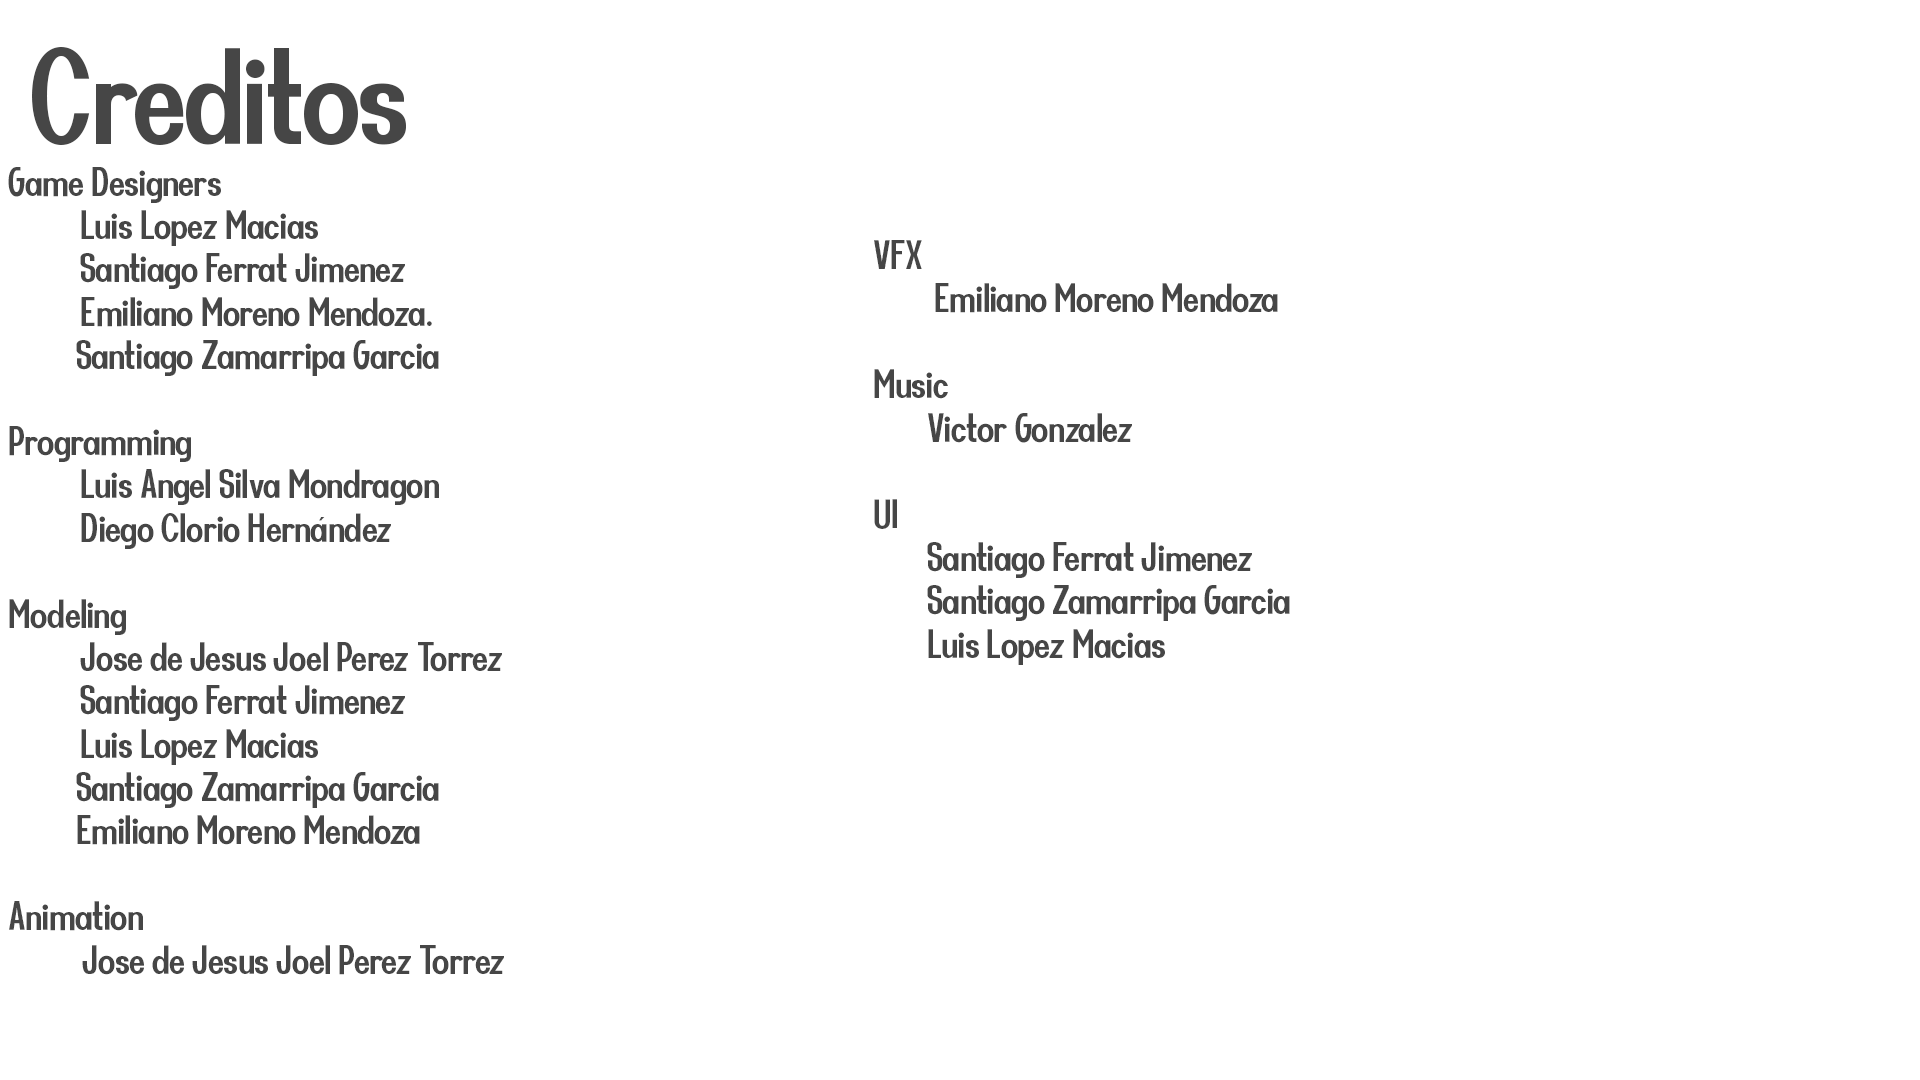 Creditos
Game Designers
Luis Lopez Macias
Santiago Ferrat Jimenez
Emiliano Moreno Mendoza.
Santiago Zamarripa Garcia
Programming
Luis Angel Silva Mondragon
Diego Clorio Hernández
Modeling
Jose de Jesus Joel Perez Torrez
Santiago Ferrat Jimenez
Luis Lopez Macias
Santiago Zamarripa Garcia
Emiliano Moreno Mendoza
Animation
Jose de Jesus Joel Perez Torrez
VFX
Emiliano Moreno Mendoza
Music
Victor Gonzalez
UI
Santiago Ferrat Jimenez
Santiago Zamarripa Garcia
Luis Lopez Macias